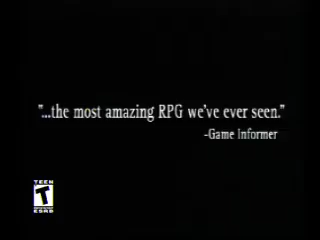 "...the most amazing RPG we've ever seen."
-Game Informer
TEEN
T
ESRB